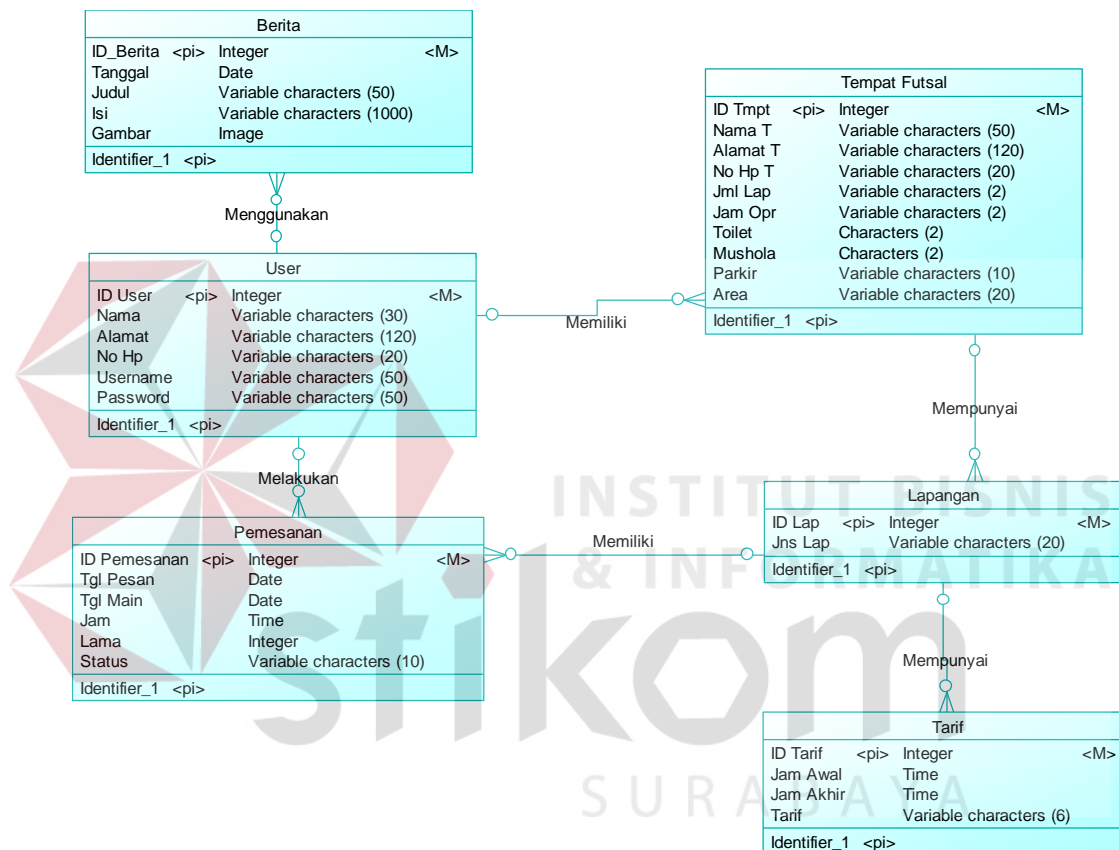 Berita
ID_Berita <pi> Integer <M>
Tanggal Date
Judul Variable characters (50)
Isi Variable characters (1000)
Gambar Image
Identifier_1 <pi>
Menggunakan
User
ID User <pi> Integer <M>
Nama Variable characters (30)
Alamat Variable characters (120)
No Hp Variable characters (20)
Username Variable characters (50)
Password Variable characters (50)
Identifier_1 <pi>
Memiliki
Tempat Futsal
ID Tmpt <pi> Integer <M>
Nama T Variable characters (50)
Alamat T Variable characters (120)
No Hp T Variable characters (20)
Jml Lap Variable characters (2)
Jam Opr Variable characters (2)
Toilet Characters (2)
Mushola Characters (2)
Parkir Variable characters (10)
Area Variable characters (20)
Identifier_1 <pi>
Mempunyai
Melakukan
Pemesanan
ID Pemesanan <pi> Integer <M>
Tgl Pesan Date
Tgl Main Date
Jam Time
Lama Integer
Status Variable characters (10)
Identifier_1 <pi>
Memiliki
Lapangan
ID Lap <pi> Integer <M>
Jns Lap Variable characters (20)
Identifier_1 <pi>
Mempunyai
Tarif
ID Tarif <pi> Integer <M>
Jam Awal Time
Jam Akhir Time
Tarif Variable characters (6)
Identifier_1 <pi>
INSTITUT BISNIS
& INFORMATIKA
stikom
SURABAYA